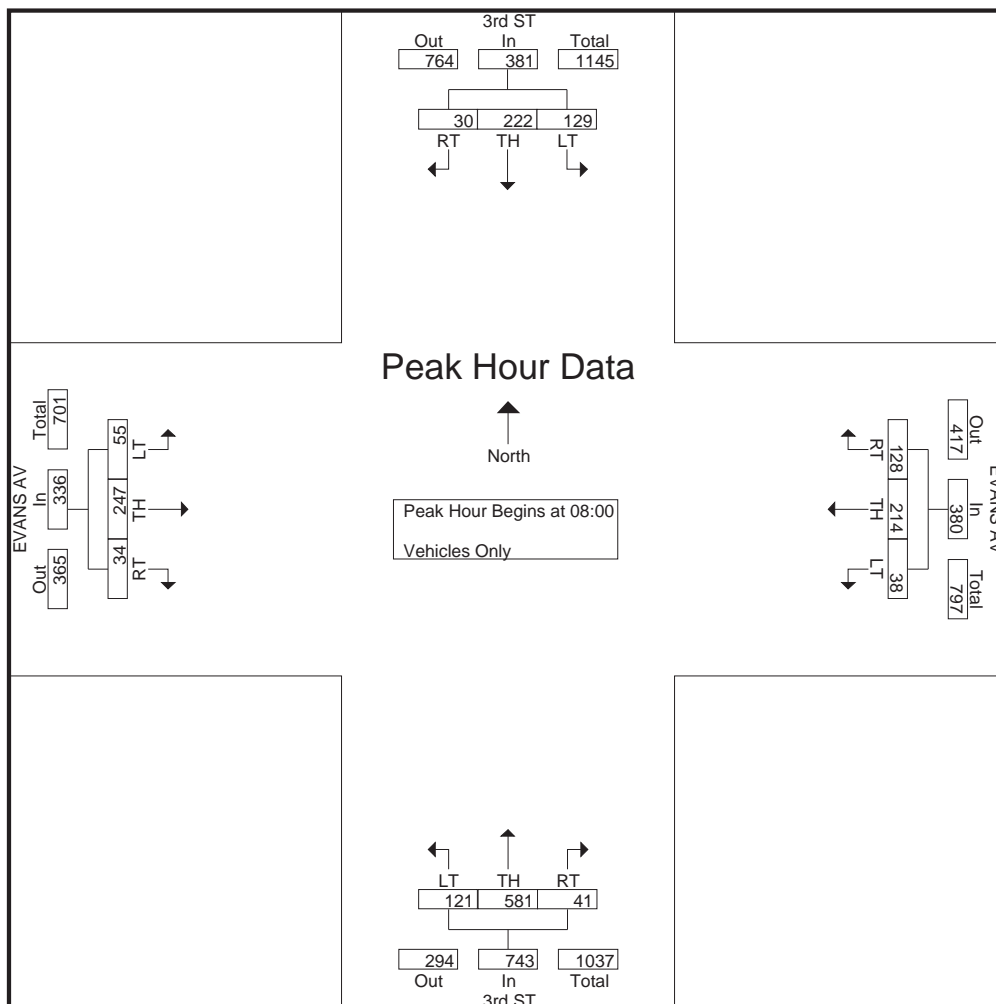 3rd ST
Out In Total
764 381 1145
30 222 129
RT TH LT
Peak Hour Data
North
Peak Hour Begins at 08:00
Vehicles Only
EVANS AV
Total In Out
701 336 365
55 247 34
LT TH RT
EVANS AV
Out In Total
417 380 797
128 214 38
RT TH LT
LT TH RT
121 581 41
294 743 1037
Out In Total
3rd ST